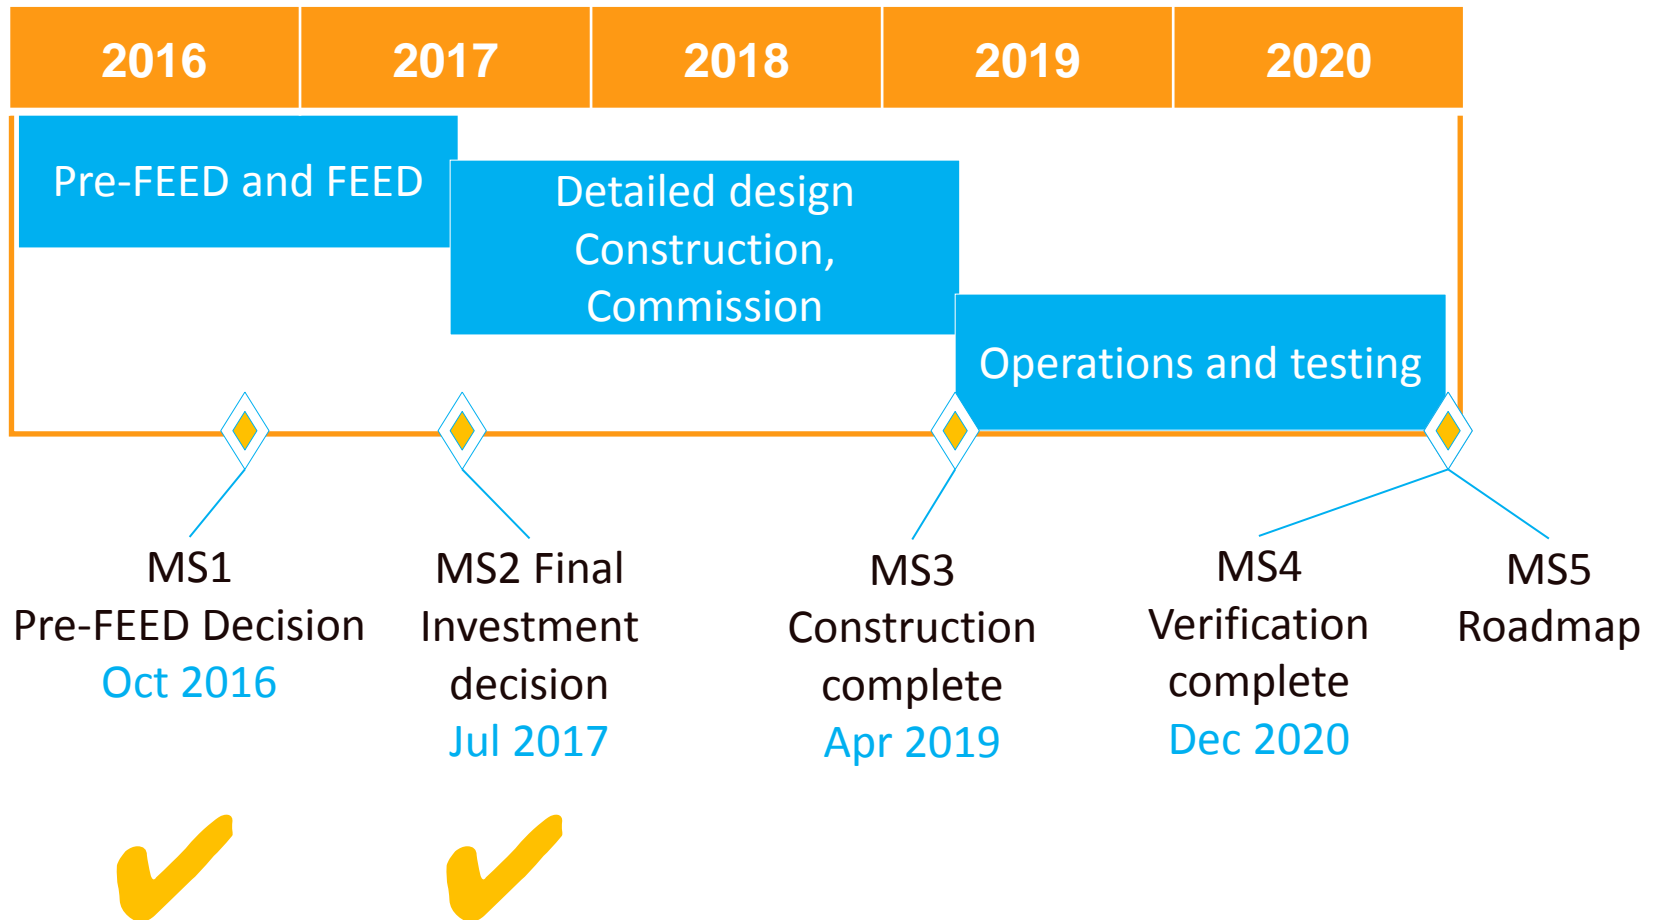 2016 2017 2018 2019 2020
Pre-FEED and FEED
Detailed design
Construction,
Commission
Operations and testing
MS1
Pre-FEED Decision
Oct 2016
MS2 Final
Investment
decision
Jul 2017
MS3
Construction
complete
Apr 2019
MS4
Verification
complete
Dec 2020
MS5
Roadmap